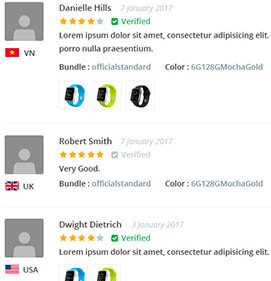 Danielle Hills 7 January 2017
Verified
Lorem ipsum dolor sit amet, consectetur adipisicing elit.
porro nulla praesentium.
VN
Bundle : officialstandard Color : 6G128GMochaGold
Robert Smith 7 January 2017
Verified
Very Good.
UK
Bundle : officialstandard Color : 6G128GMochaGold
Dwight Dietrich 3 January 2017
Verified
Lorem ipsum dolor sit amet, consectetur adipisicing elit.
USA